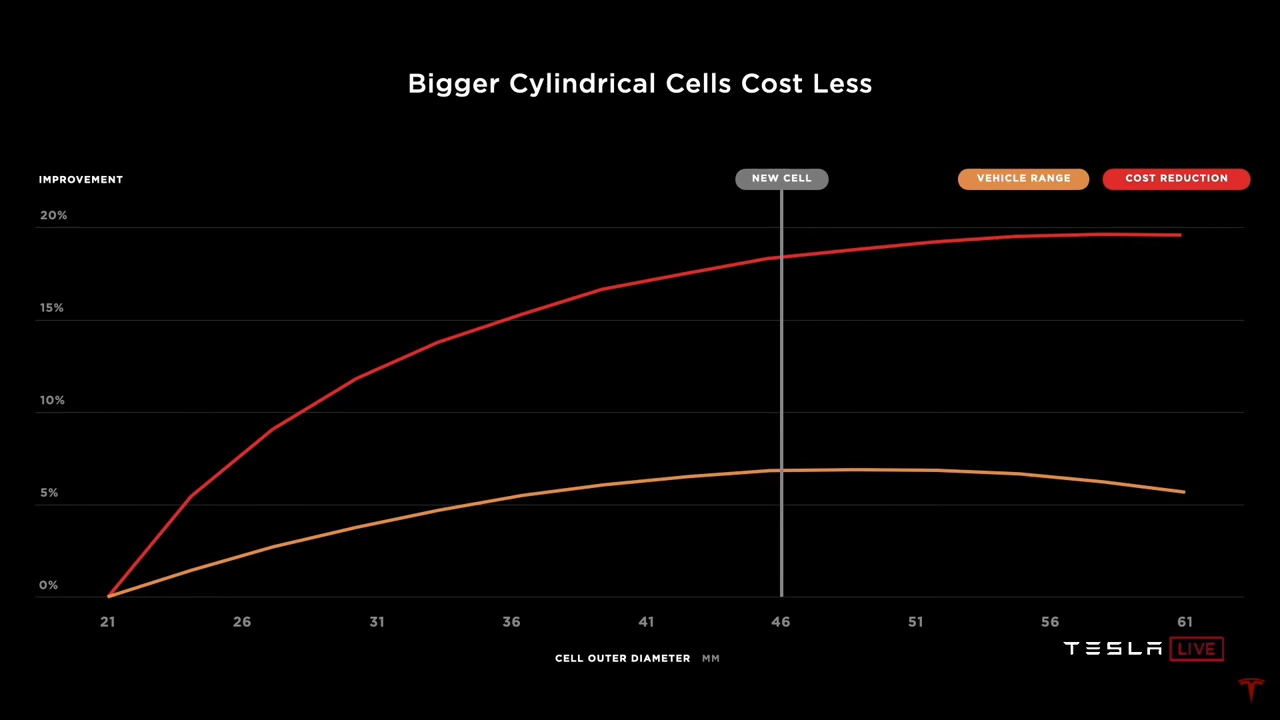 Bigger Cylindrical Cells Cost Less
IMPROVEMENT
NEW CELL
VEHICLE RANGE
COST REDUCTION
20%
15%
10%
5%
0%
21 26 31 36 41 46 51 56 61
CELL OUTER DIAMETER MM
TESLA LIVE